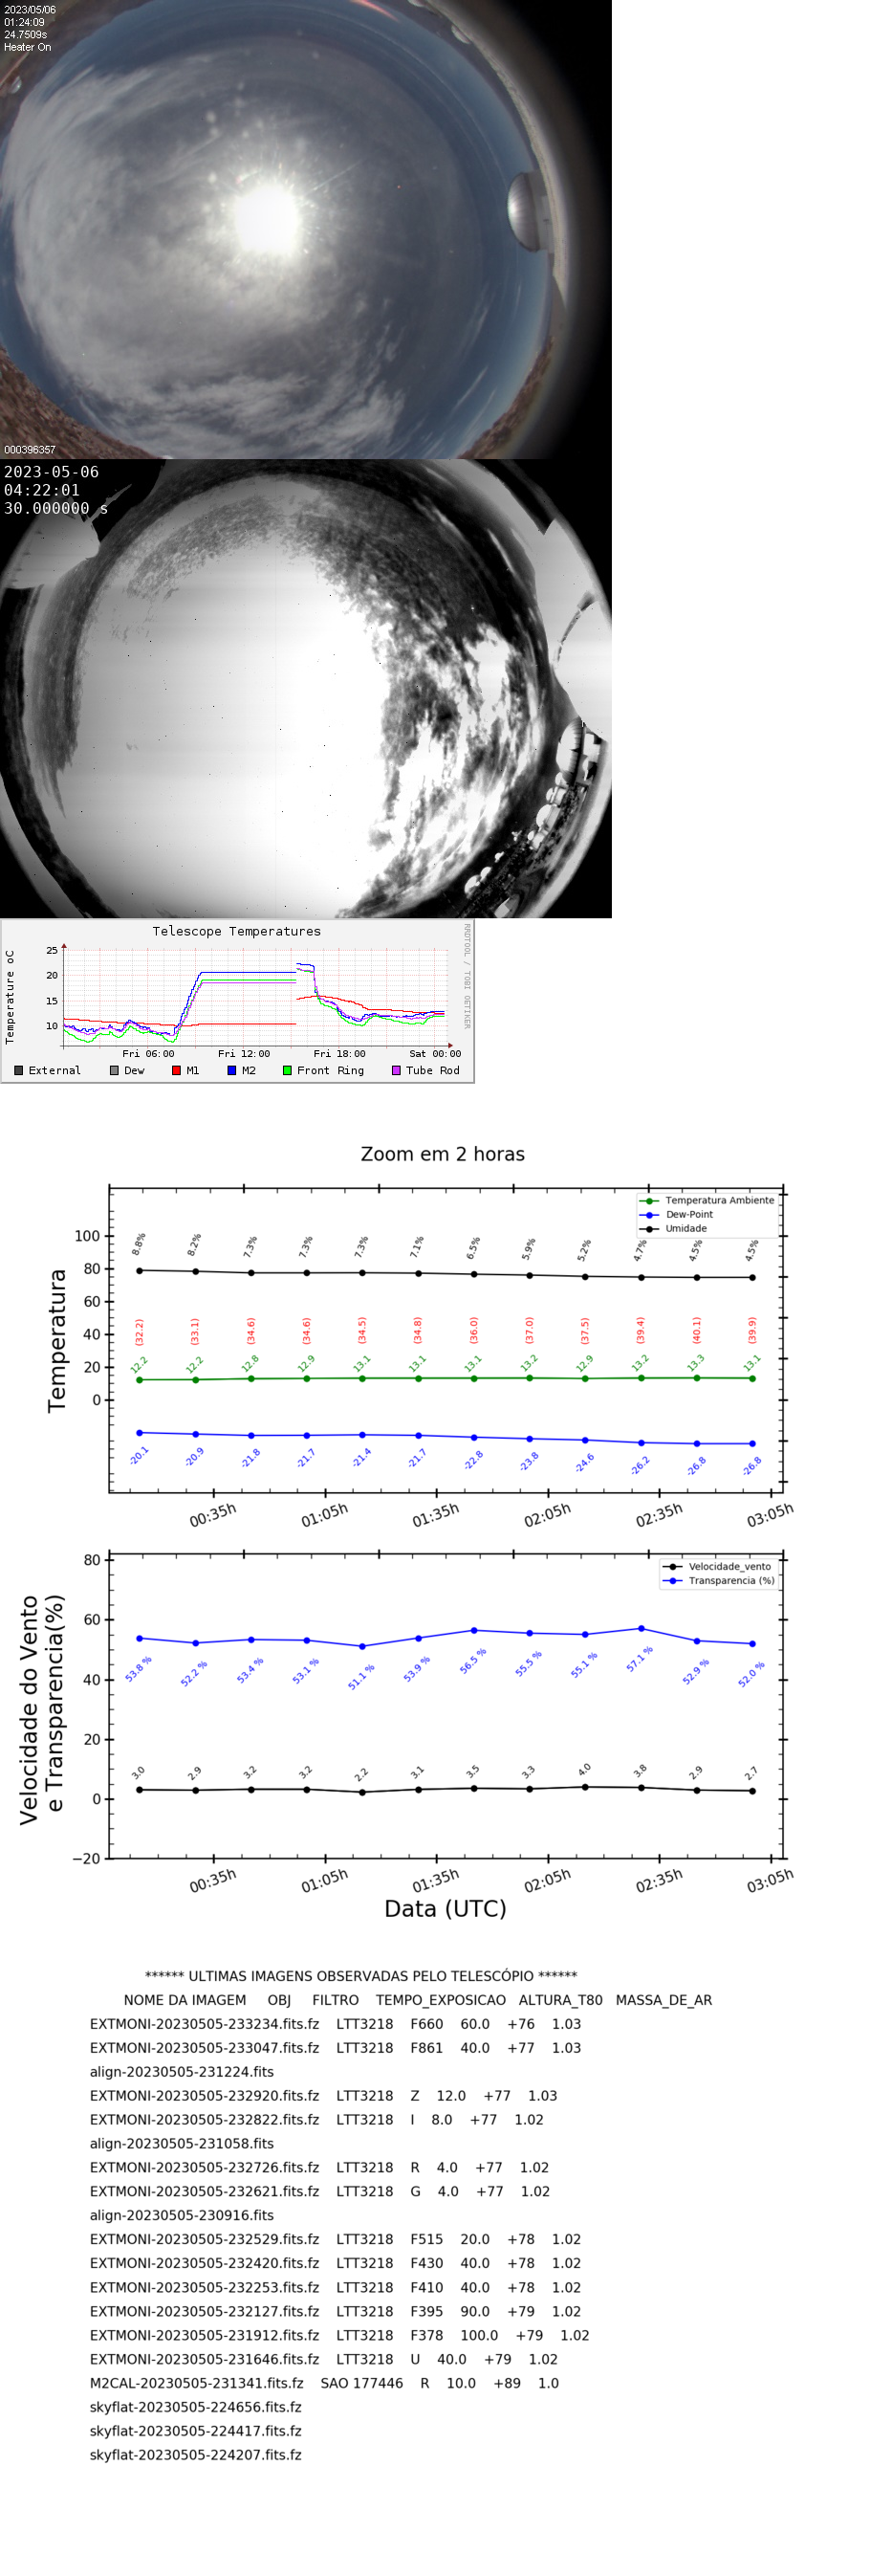 2023/05/06
01:24:09
24.7509s
Heater On
000396357
2023-05-06
04:22:01
30.000000 s
Telescope Temperatures
RRDTOOL / TOBI OETIKER
Temperature oC
25
20
15
10
Fri 06:00 Fri 12:00 Fri 18:00 Sat 00:00
External Dew M1 M2 Front Ring Tube Rod
Zoom em 2 horas
Temperatura Ambiente
Dew-Point
Umidade
Temperatura
100
80
60
40
20
0
8.8% 8.2% 7.3% 7.3% 7.3% 7.1% 6.5% 5.9% 5.2% 4.7% 4.5% 4.5%
(32.2) (33.1) (34.6) (34.6) (34.5) (34.8) (36.0) (37.0) (37.5) (39.4) (40.1) (39.9)
12.2 12.2 12.8 12.9 13.1 13.1 13.1 13.2 12.9 13.2 13.3 13.1
-20.1 -20.9 -21.8 -21.7 -21.4 -21.7 -22.8 -23.8 -24.6 -26.2 -26.8 -26.8
00:35h 01:05h 01:35h 02:05h 02:35h 03:05h
Velocidade_vento
Transparencia (%)
Velocidade do Vento
e Transparencia(%)
80
60
40
20
0
−20
53.8 % 52.2 % 53.4 % 53.1 % 51.1 % 53.9 % 56.5 % 55.5 % 55.1 % 57.1 % 52.9 % 52.0 %
3.0 2.9 3.2 3.2 2.2 3.1 3.5 3.3 4.0 3.8 2.9 2.7
00:35h 01:05h 01:35h 02:05h 02:35h 03:05h
Data (UTC)
****** ULTIMAS IMAGENS OBSERVADAS PELO TELESCÓPIO ******
NOME DA IMAGEM OBJ FILTRO TEMPO_EXPOSICAO ALTURA_T80 MASSA_DE_AR
EXTMONI-20230505-233234.fits.fz LTT3218 F660 60.0 +76 1.03
EXTMONI-20230505-233047.fits.fz LTT3218 F861 40.0 +77 1.03
align-20230505-231224.fits
EXTMONI-20230505-232920.fits.fz LTT3218 Z 12.0 +77 1.03
EXTMONI-20230505-232822.fits.fz LTT3218 I 8.0 +77 1.02
align-20230505-231058.fits
EXTMONI-20230505-232726.fits.fz LTT3218 R 4.0 +77 1.02
EXTMONI-20230505-232621.fits.fz LTT3218 G 4.0 +77 1.02
align-20230505-230916.fits
EXTMONI-20230505-232529.fits.fz LTT3218 F515 20.0 +78 1.02
EXTMONI-20230505-232420.fits.fz LTT3218 F430 40.0 +78 1.02
EXTMONI-20230505-232253.fits.fz LTT3218 F410 40.0 +78 1.02
EXTMONI-20230505-232127.fits.fz LTT3218 F395 90.0 +79 1.02
EXTMONI-20230505-231912.fits.fz LTT3218 F378 100.0 +79 1.02
EXTMONI-20230505-231646.fits.fz LTT3218 U 40.0 +79 1.02
M2CAL-20230505-231341.fits.fz SAO 177446 R 10.0 +89 1.0
skyflat-20230505-224656.fits.fz
skyflat-20230505-224417.fits.fz
skyflat-20230505-224207.fits.fz